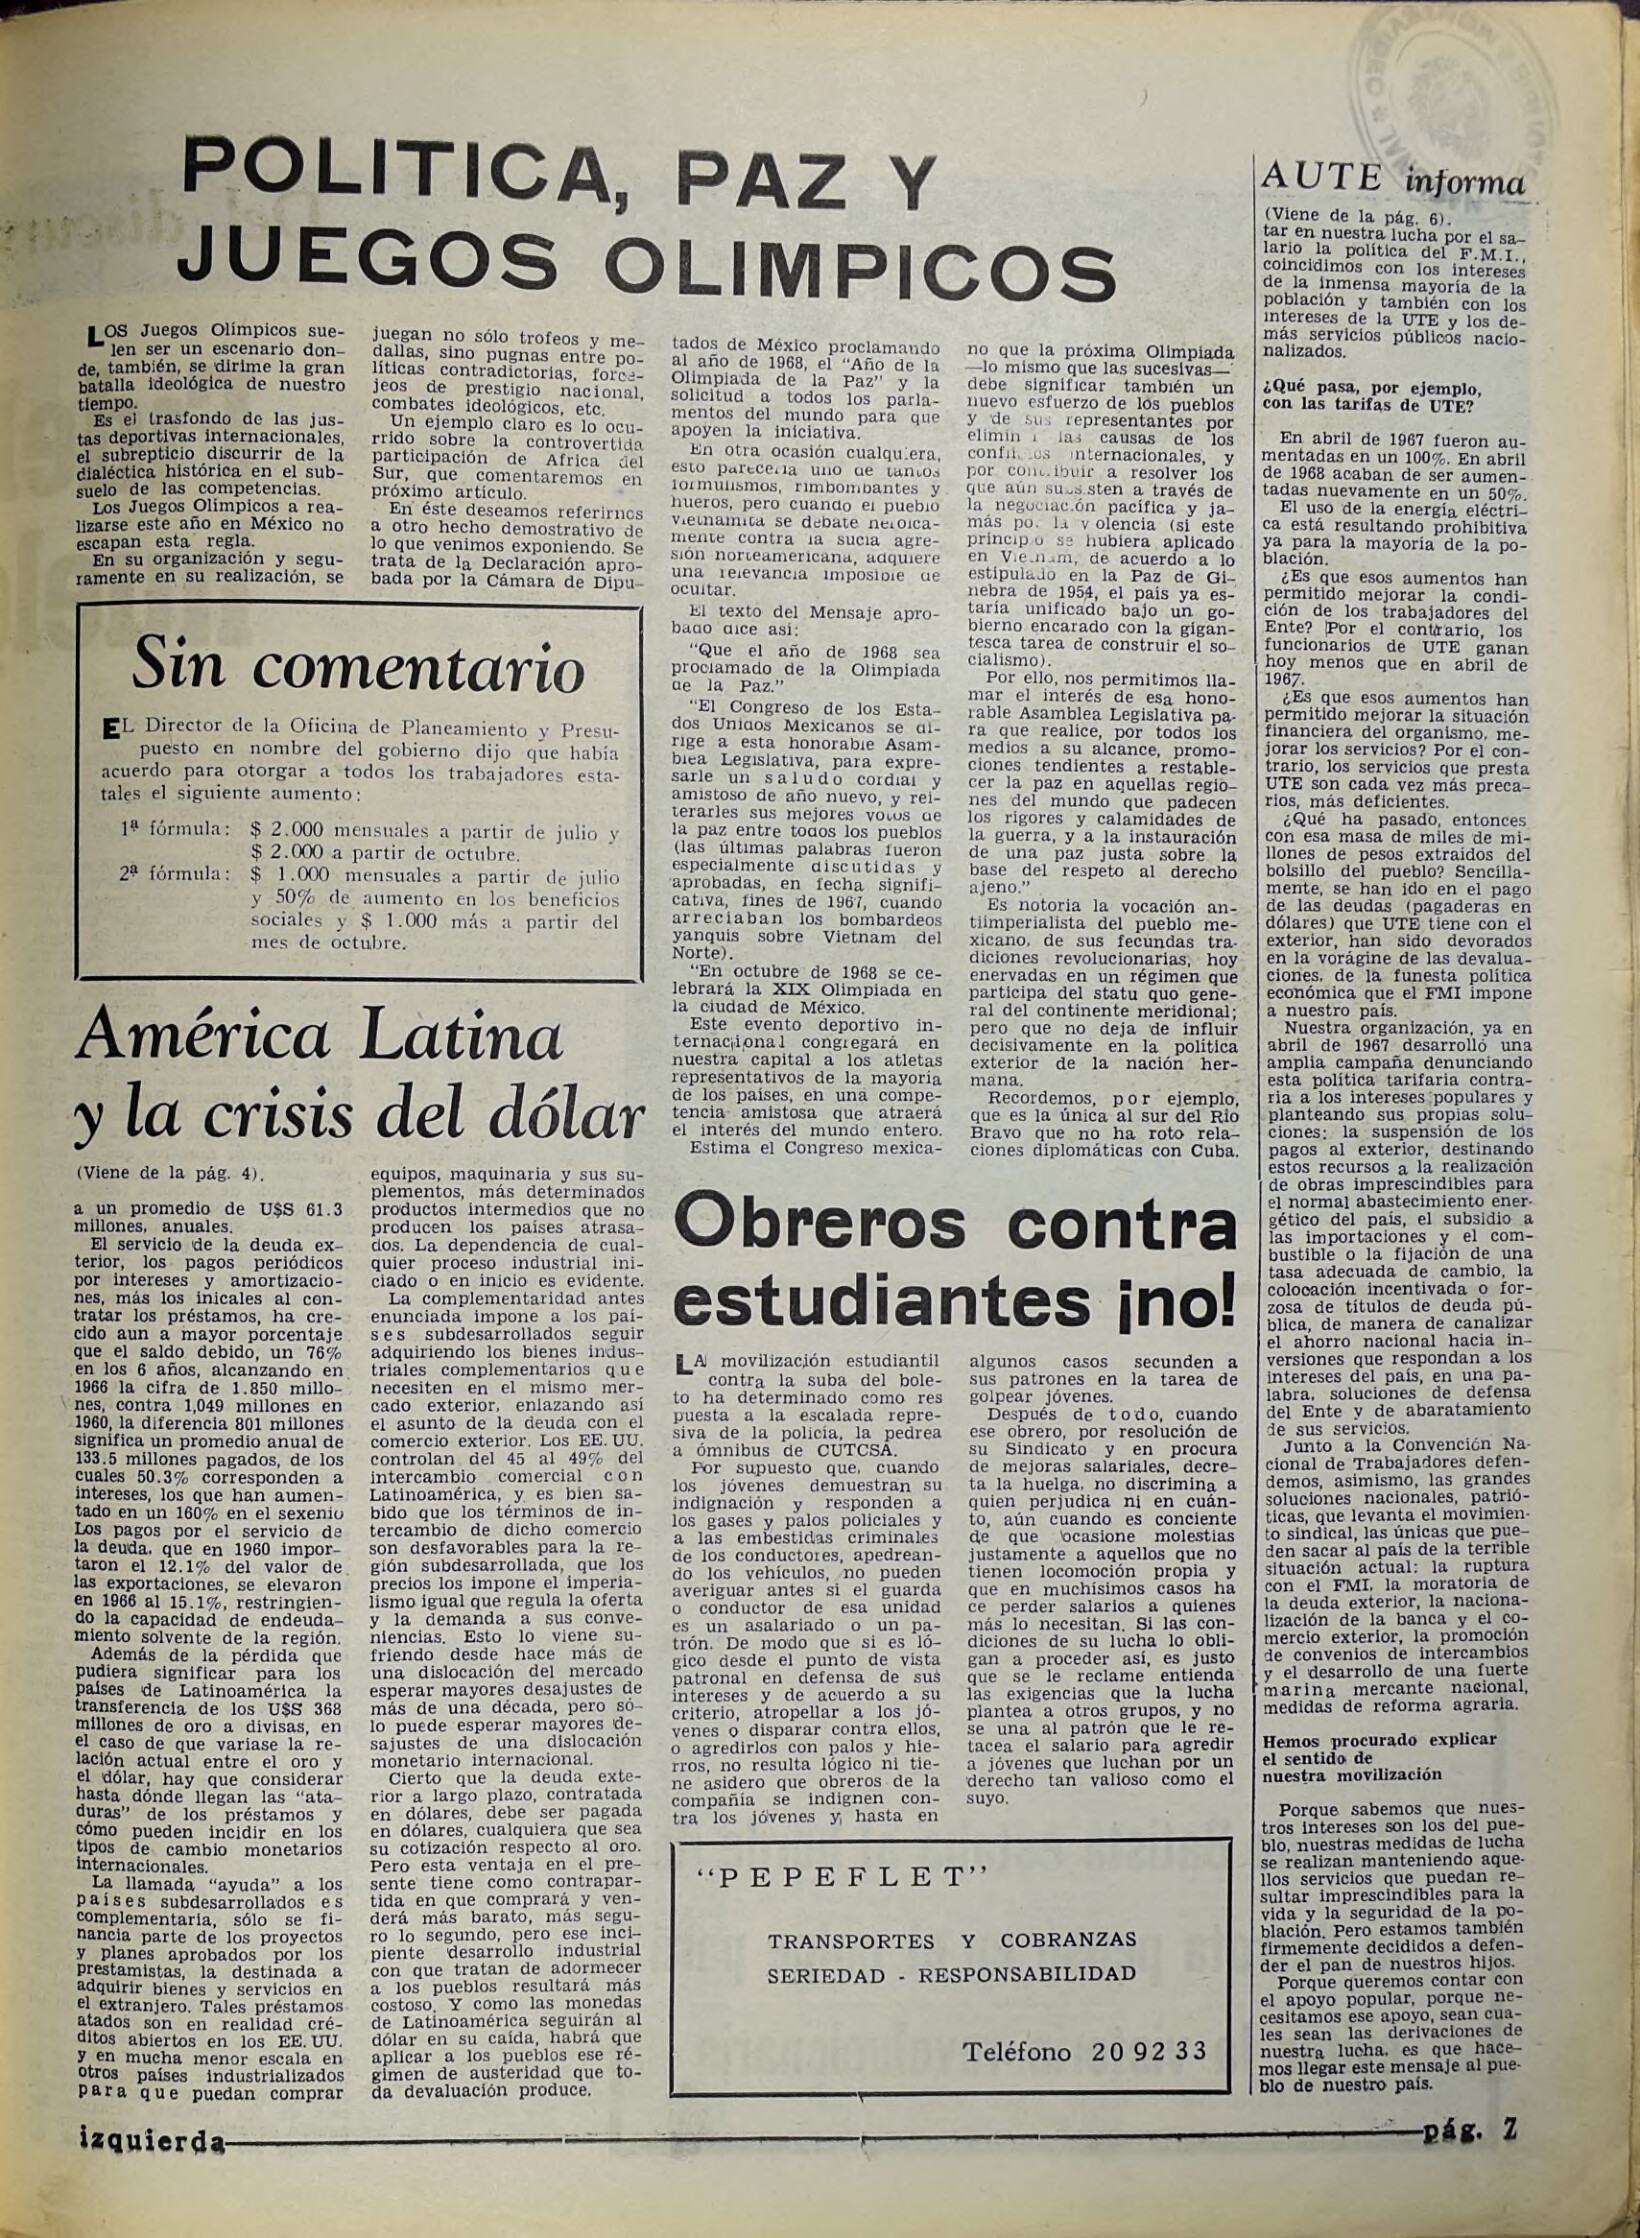 POLITICA, PAZ Y
JUEGOS OLIMPICOS
LOS Juegos Olímpicos sue-
len ser un escenario don-
de, también, se dirime la gran
batalla ideológica de nuestro
tiempo.
Es el trasfondo de las jus-
tas deportivas internacionales,
el subrepticio discurrir de la
dialéctica histórica en el sub-
suelo de las competencias.
Los Juegos Olímpicos a rea-
lizarse este año en México no
escapan esta regla.
En su organización y segu-
ramente en su realización, se
juegan no sólo trofeos y me-
dallas, sino pugnas entre po-
líticas contradictorias, force-
jeos de prestigio nacional,
combates ideológicos, etc.
Un ejemplo claro es lo ocu-
rrido sobre la controvertida
participación de Africa del
Sur, que comentaremos en
próximo artículo.
En éste deseamos referirnos
a otro hecho demostrativo de
lo que venimos exponiendo. Se
trata de la Declaración apro-
bada por la Cámara de Dipu-
tados de México proclamando
al año de 1968, el "Año de la
Olimpiada de la Paz" y la
solicitud a todos los parla-
mentos del mundo para que
apoyen la iniciativa.
En otra ocasión cualquiera,
esto parecería uno de tantos
formulismos, rimbombantes y
hueros, pero cuando el pueblo
vietnamita se debate heroica-
mente contra la sucia agre-
sión norteamericana, adquiere
una relevancia imposible de
ocultar.
El texto del Mensaje apro-
bado dice así:
"Que el año de 1968 sea
proclamado de la Olimpiada
de la Paz."
"El Congreso de los Esta-
dos Unidos Mexicanos se di-
rige a esta honorable Asam-
blea Legislativa, para expre-
sarle un saludo cordial y
amistoso de año nuevo, y rei-
terarles sus mejores votos de
la paz entre todos los pueblos
(las últimas palabras fueron
especialmente discutidas y
aprobadas, en fecha signifi-
cativa, fines de 1967, cuando
arreciaban los bombardeos
yanquis sobre Vietnam del
Norte).
"En octubre de 1968 se ce-
lebrará la XIX Olimpiada en
la ciudad de México.
Este evento deportivo in-
ternacional congregará en
nuestra capital a los atletas
representativos de la mayoría
de los países, en una compe-
tencia amistosa que atraerá
el interés del mundo entero.
Estima el Congreso mexica-
no que la próxima Olimpiada
—lo mismo que las sucesivas—
debe significar también un
nuevo esfuerzo de los pueblos
y de sus representantes por
eliminar las causas de los
conflictos internacionales, y
por contribuir a resolver los
que aún subsisten a través de
la negociación pacífica y ja-
más por la violencia (si este
principio se hubiera aplicado
en Vietnam, de acuerdo a lo
estipulado en la Paz de Gi-
nebra de 1954, el país ya es-
taría unificado bajo un go-
bierno encarado con la gigan-
tesca tarea de construir el so-
cialismo).
Por ello, nos permitimos lla-
mar el interés de esa hono-
rable Asamblea Legislativa pa-
ra que realice, por todos los
medios a su alcance, promo-
ciones tendientes a restable-
cer la paz en aquellas regio-
nes del mundo que padecen
los rigores y calamidades de
la guerra, y a la instauración
de una paz justa sobre la
base del respeto al derecho
ajeno."
Es notoria la vocación an-
tiimperialista del pueblo me-
xicano, de sus fecundas tra-
diciones revolucionarias, hoy
enervadas en un régimen que
participa del statu quo gene-
ral del continente meridional;
pero que no deja de influir
decisivamente en la política
exterior de la nación her-
mana.
Recordemos, por ejemplo,
que es la única al sur del Río
Bravo que no ha roto rela-
ciones diplomáticas con Cuba.
Sin comentario
EL Director de la Oficina de Planeamiento y Presu-
puesto en nombre del gobierno dijo que había
acuerdo para otorgar a todos los trabajadores esta-
tales el siguiente aumento:
1ª fórmula: $ 2.000 mensuales a partir de julio y
$ 2.000 a partir de octubre.
2ª fórmula: $ 1.000 mensuales a partir de julio
y 50% de aumento en los beneficios
sociales y $ 1.000 más a partir del
mes de octubre.
América Latina
y la crisis del dólar
(Viene de la pág. 4).
a un promedio de U$S 61.3
millones, anuales.
El servicio de la deuda ex-
terior, los pagos periódicos
por intereses y amortizacio-
nes, más los inicales al con-
tratar los préstamos, ha cre-
cido aun a mayor porcentaje
que el saldo debido, un 76%
en los 6 años, alcanzando en
1966 la cifra de 1.850 millo-
nes, contra 1,049 millones en
1960, la diferencia 801 millones
significa un promedio anual de
133.5 millones pagados, de los
cuales 50.3% corresponden a
intereses, los que han aumen-
tado en un 160% en el sexenio
Los pagos por el servicio de
la deuda, que en 1960 impor-
taron el 12.1% del valor de
las exportaciones, se elevaron
en 1966 al 15.1%, restringien-
do la capacidad de endeuda-
miento solvente de la región.
Además de la pérdida que
pudiera significar para los
países de Latinoamérica la
transferencia de los U$S 368
millones de oro a divisas, en
el caso de que variase la re-
lación actual entre el oro y
el dólar, hay que considerar
hasta dónde llegan las "ata-
duras" de los préstamos y
cómo pueden incidir en los
tipos de cambio monetarios
internacionales.
La llamada "ayuda" a los
países subdesarrollados es
complementaria, sólo se fi-
nancia parte de los proyectos
y planes aprobados por los
prestamistas, la destinada a
adquirir bienes y servicios en
el extranjero. Tales préstamos
atados son en realidad cré-
ditos abiertos en los EE.UU.
y en mucha menor escala en
otros países industrializados
para que puedan comprar
equipos, maquinaria y sus su-
plementos, más determinados
productos intermedios que no
producen los países atrasa-
dos. La dependencia de cual-
quier proceso industrial ini-
ciado o en inicio es evidente.
La complementaridad antes
enunciada impone a los paí-
ses subdesarrollados seguir
adquiriendo los bienes indus-
triales complementarios que
necesiten en el mismo mer-
cado exterior, enlazando así
el asunto de la deuda con el
comercio exterior. Los EE.UU.
controlan del 45 al 49% del
intercambio comercial con
Latinoamérica, y es bien sa-
bido que los términos de in-
tercambio de dicho comercio
son desfavorables para la re-
gión subdesarrollada, que los
precios los impone el imperia-
lismo igual que regula la oferta
y la demanda a sus conve-
niencias. Esto lo viene su-
friendo desde hace más de
una dislocación del mercado
esperar mayores desajustes de
más de una década, pero só-
lo puede esperar mayores de-
sajustes de una dislocación
monetario internacional.
Cierto que la deuda exte-
rior a largo plazo, contratada
en dólares, debe ser pagada
en dólares, cualquiera que sea
su cotización respecto al oro.
Pero esta ventaja en el pre-
sente tiene como contrapar-
tida en que comprará y ven-
derá más barato, más segu-
ro lo segundo, pero ese inci-
piente desarrollo industrial
con que tratan de adormecer
a los pueblos resultará más
costoso. Y como las monedas
de Latinoamérica seguirán al
dólar en su caída, habrá que
aplicar a los pueblos ese ré-
gimen de austeridad que to-
da devaluación produce.
Obreros contra
estudiantes ¡no!
LA movilización estudiantil
contra la suba del bole-
to ha determinado como res
puesta a la escalada repre-
siva de la policía, la pedrea
a ómnibus de CUTCSA.
Por supuesto que, cuando
los jóvenes demuestran su
indignación y responden a
los gases y palos policiales y
a las embestidas criminales
de los conductores, apedrean-
do los vehículos, no pueden
averiguar antes si el guarda
o conductor de esa unidad
es un asalariado o un pa-
trón. De modo que si es ló-
gico desde el punto de vista
patronal en defensa de sus
intereses y de acuerdo a su
criterio, atropellar a los jó-
venes o disparar contra ellos,
o agredirlos con palos y hie-
rros, no resulta lógico ni tie-
ne asidero que obreros de la
compañía se indignen con-
tra los jóvenes y, hasta en
algunos casos secunden a
sus patrones en la tarea de
golpear jóvenes.
Después de todo, cuando
ese obrero, por resolución de
su Sindicato y en procura
de mejoras salariales, decre-
ta la huelga, no discrimina a
quien perjudica ni en cuán-
to, aún cuando es conciente
de que ocasione molestias
justamente a aquellos que no
tienen locomoción propia y
que en muchísimos casos ha
ce perder salarios a quienes
más lo necesitan. Si las con-
diciones de su lucha lo obli-
gan a proceder así, es justo
que se le reclame entienda
las exigencias que la lucha
plantea a otros grupos, y no
se una al patrón que le re-
tacea el salario para agredir
a jóvenes que luchan por un
derecho tan valioso como el
suyo.
"PEPEFLET"
TRANSPORTES Y COBRANZAS
SERIEDAD - RESPONSABILIDAD
Teléfono 20 92 33
AUTE informa
(Viene de la pág. 6).
tar en nuestra lucha por el sa-
lario la política del F.M.I.,
coincidimos con los intereses
de la inmensa mayoría de la
población y también con los
intereses de la UTE y los de-
más servicios públicos nacio-
nalizados.
¿Qué pasa, por ejemplo,
con las tarifas de UTE?
En abril de 1967 fueron au-
mentadas en un 100%. En abril
de 1968 acaban de ser aumen-
tadas nuevamente en un 50%.
El uso de la energía eléctri-
ca está resultando prohibitiva
ya para la mayoría de la po-
blación.
¿Es que esos aumentos han
permitido mejorar la condi-
ción de los trabajadores del
Ente? Por el contrario, los
funcionarios de UTE ganan
hoy menos que en abril de
1967.
¿Es que esos aumentos han
permitido mejorar la situación
financiera del organismo, me-
jorar los servicios? Por el con-
trario, los servicios que presta
UTE son cada vez más preca-
rios, más deficientes.
¿Qué ha pasado, entonces
con esa masa de miles de mi-
llones de pesos extraidos del
bolsillo del pueblo? Sencilla-
mente, se han ido en el pago
de las deudas (pagaderas en
dólares) que UTE tiene con el
exterior, han sido devorados
en la vorágine de las devalua-
ciones, de la funesta política
económica que el FMI impone
a nuestro país.
Nuestra organización, ya en
abril de 1967 desarrolló una
amplia campaña denunciando
esta política tarifaria contra-
ria a los intereses populares y
planteando sus propias solu-
ciones: la suspensión de los
pagos al exterior, destinando
estos recursos a la realización
de obras imprescindibles para
el normal abastecimiento ener-
gético del país, el subsidio a
las importaciones y el com-
bustible o la fijación de una
tasa adecuada de cambio, la
colocación incentivada o for-
zosa de títulos de deuda pú-
blica, de manera de canalizar
el ahorro nacional hacia in-
versiones que respondan a los
intereses del país, en una pa-
labra, soluciones de defensa
del Ente y de abaratamiento
de sus servicios.
Junto a la Convención Na-
cional de Trabajadores defen-
demos, asimismo, las grandes
soluciones nacionales, patrió-
ticas, que levanta el movimien-
to sindical, las únicas que pue-
den sacar al país de la terrible
situación actual: la ruptura
con el FMI, la moratoria de
la deuda exterior, la naciona-
lización de la banca y el co-
mercio exterior, la promoción
de convenios de intercambios
y el desarrollo de una fuerte
marina mercante nacional,
medidas de reforma agraria.
Hemos procurado explicar
el sentido de
nuestra movilización
Porque sabemos que nues-
tros intereses son los del pue-
blo, nuestras medidas de lucha
se realizan manteniendo aque-
llos servicios que puedan re-
sultar imprescindibles para la
vida y la seguridad de la po-
blación. Pero estamos también
firmemente decididos a defen-
der el pan de nuestros hijos.
Porque queremos contar con
el apoyo popular, porque ne-
cesitamos ese apoyo, sean cua-
les sean las derivaciones de
nuestra lucha, es que hace-
mos llegar este mensaje al pue-
blo de nuestro país.
izquierda
pág. 7